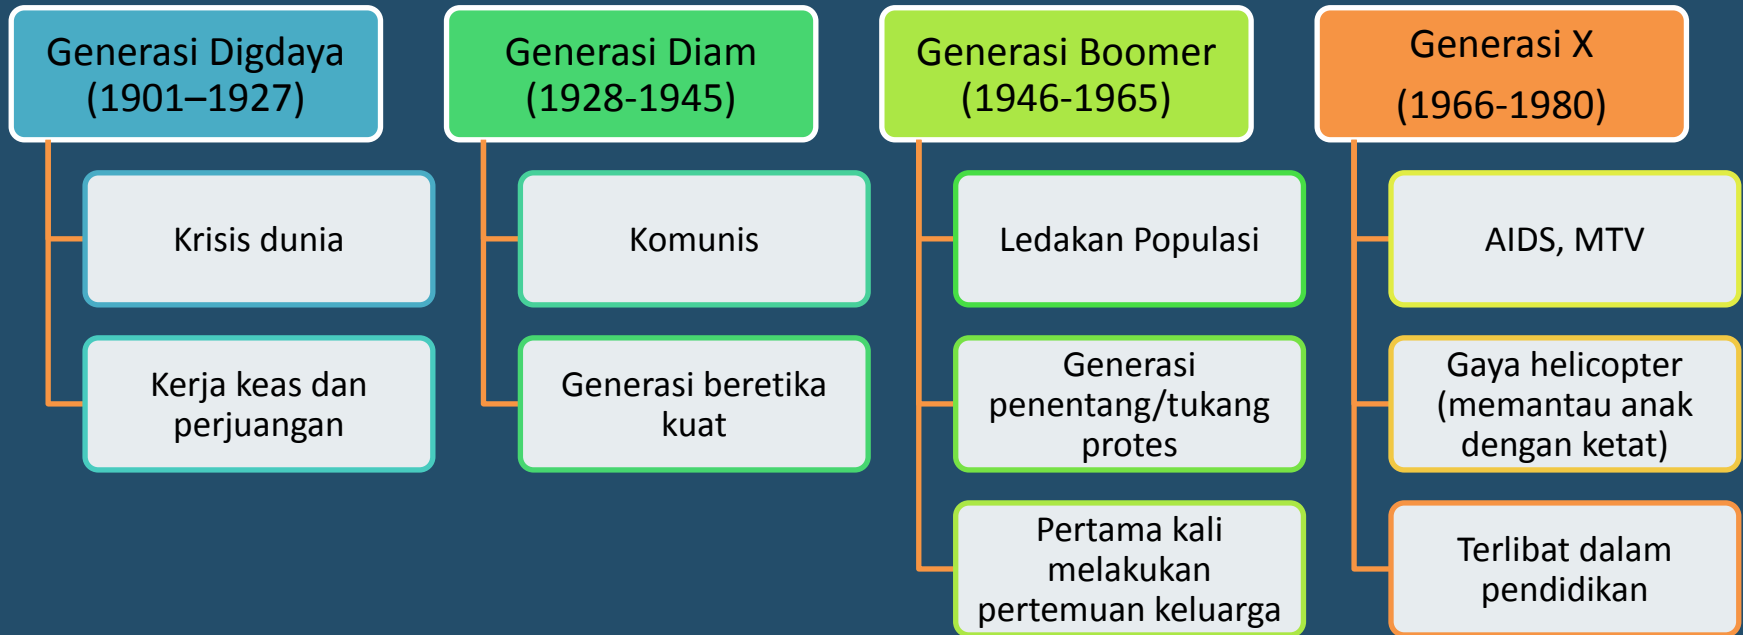 Generasi Digdaya
(1901–1927)
Krisis dunia
Kerja keas dan
perjuangan
Generasi Diam
(1928-1945)
Komunis
Generasi beretika
kuat
Generasi Boomer
(1946-1965)
Ledakan Populasi
Generasi
penentang/tukang
protes
Pertama kali
melakukan
pertemuan keluarga
Generasi X
(1966-1980)
AIDS, MTV
Gaya helicopter
(memantau anak
dengan ketat)
Terlibat dalam
pendidikan